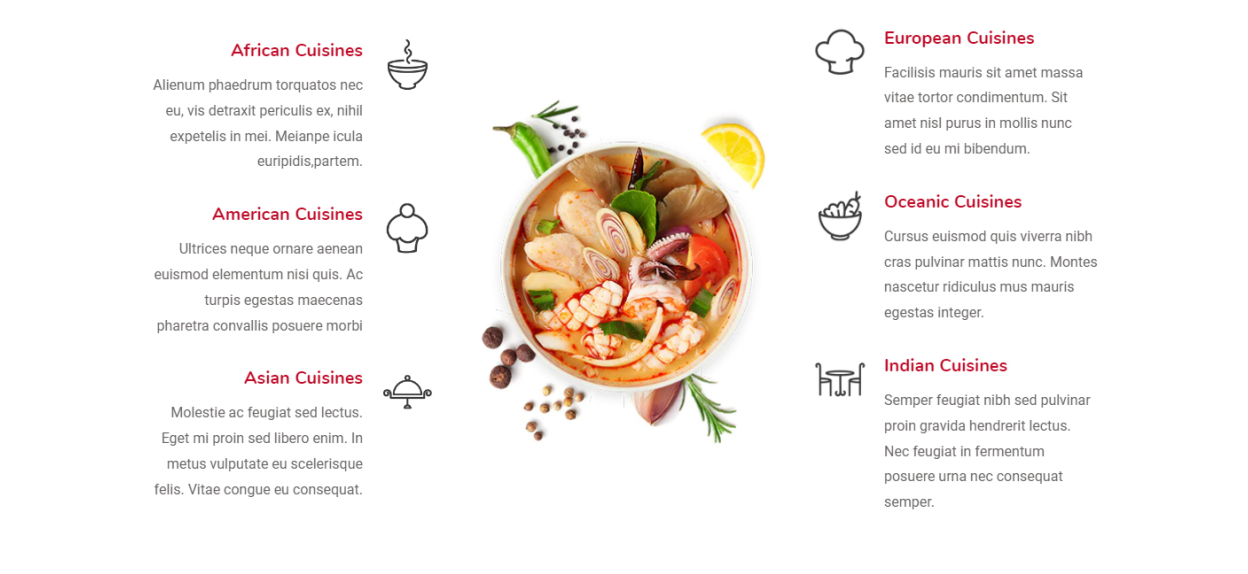 African Cuisines
Alienum phaedrum torquatos nec
eu, vis detraxit periculis ex, nihil
expetelis in mei. Meianpe icula
euripidis,partem.
American Cuisines
Ultrices neque ornare aenean
euismod elementum nisi quis. Ac
turpis egestas maecenas
pharetra convallis posuere morbi
Asian Cuisines
Molestie ac feugiat sed lectus.
Eget mi proin sed libero enim. In
metus vulputate eu scelerisque
felis. Vitae congue eu consequat.
European Cuisines
Facilisis mauris sit amet massa
vitae tortor condimentum. Sit
amet nisl purus in mollis nunc
sed id eu mi bibendum.
Oceanic Cuisines
Cursus euismod quis viverra nibh
cras pulvinar mattis nunc. Montes
nascetur ridiculus mus mauris
egestas integer.
Indian Cuisines
Semper feugiat nibh sed pulvinar
proin gravida hendrerit lectus.
Nec feugiat in fermentum
posuere urna nec consequat
semper.